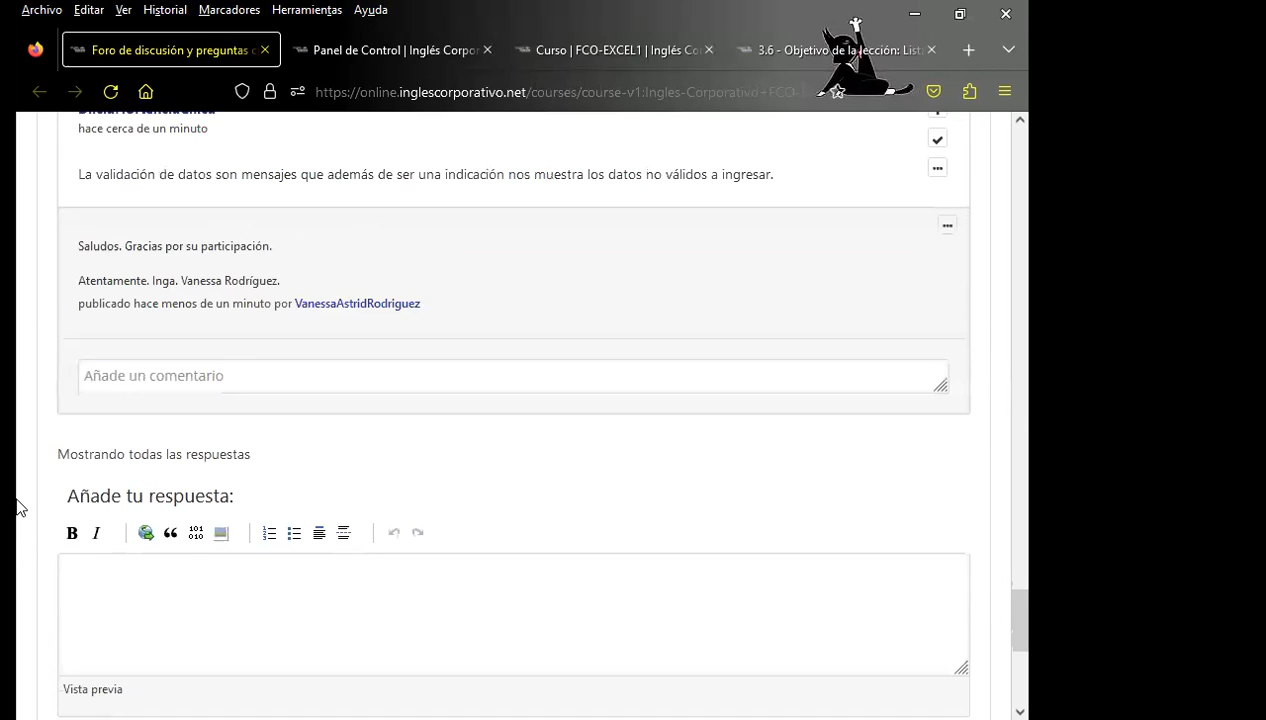 Archivo Editar Ver Historial Marcadores Herramientas Ayuda
Foro de discusión y preguntas Panel de Control | Inglés Corpor Curso | FCO-EXCEL1 | Inglés Co 3.6 - Objetivo de la lección: List
https://online.inglescorporativo.net/courses/course-v1:Ingles-Corporativo+FCO-
hace cerca de un minuto
La validación de datos son mensajes que además de ser una indicación nos muestra los datos no válidos a ingresar.
Saludos. Gracias por su participación.
Atentamente. Inga. Vanessa Rodríguez.
publicado hace menos de un minuto por VanessaAstridRodriguez
Añade un comentario
Mostrando todas las respuestas
Añade tu respuesta:
B I 101 010
Vista previa